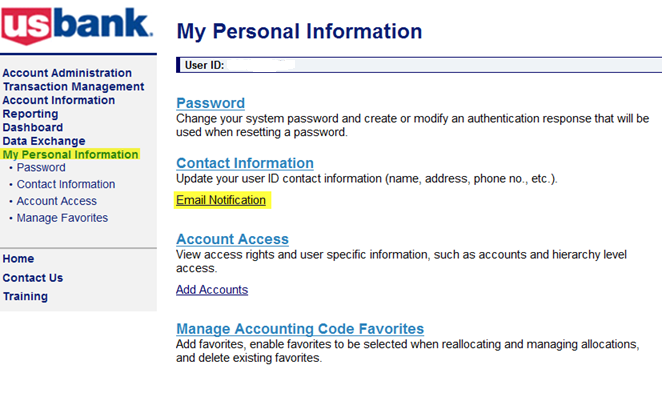 usbank.
Account Administration
Transaction Management
Account Information
Reporting
Dashboard
Data Exchange
My Personal Information
• Password
• Contact Information
• Account Access
• Manage Favorites
Home
Contact Us
Training
My Personal Information
User ID:
Password
Change your system password and create or modify an authentication response that will be
used when resetting a password.
Contact Information
Update your user ID contact information (name, address, phone no., etc.).
Email Notification
Account Access
View access rights and user specific information, such as accounts and hierarchy level
access.
Add Accounts
Manage Accounting Code Favorites
Add favorites, enable favorites to be selected when reallocating and managing allocations,
and delete existing favorites.